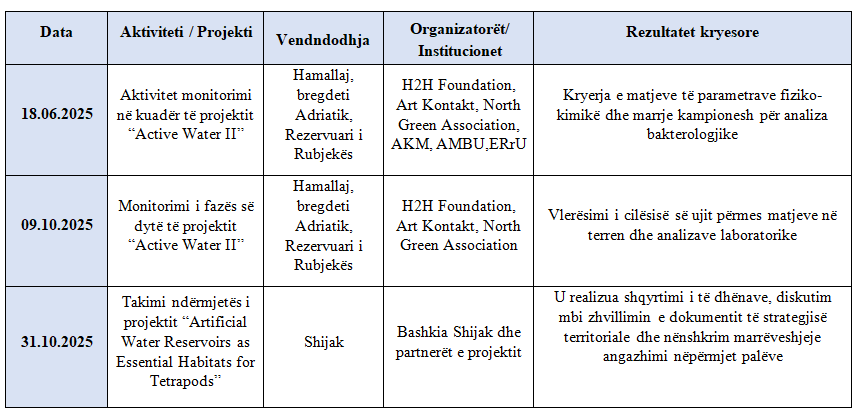 Data
Aktiviteti / Projekti
Vendndodhja
Organizatorët/
Institucionet
Rezultatet kryesore
18.06.2025
Aktivitet monitorimi
në kuadër të projektit
“Active Water II”
Hamallaj,
bregdeti
Adriatik,
Rezervuari i
Rubjekës
H2H Foundation,
Art Kontakt, North
Green Association,
AKM, AMBU,ERrU
Kryerja e matjeve të parametrave fiziko-
kimikë dhe marrje kampionesh për analiza
bakterologjike
09.10.2025
Monitorimi i fazës së
dytë të projektit
“Active Water II”
Hamallaj,
bregdeti
Adriatik,
Rezervuari i
Rubjekës
H2H Foundation,
Art Kontakt, North
Green Association
Vlerësimi i cilësisë së ujit përmes matjeve në
terren dhe analizave laboratorike
31.10.2025
Takimi ndërmjetës i
projektit “Artificial
Water Reservoirs as
Essential Habitats for
Tetrapods”
Shijak
Bashkia Shijak dhe
partnerët e projektit
U realizua shqyrtimi i të dhënave, diskutim
mbi zhvillimin e dokumentit të strategjisë
territoriale dhe nënshkrim marrëveshjeje
angazhimi nëpërmjet palëve